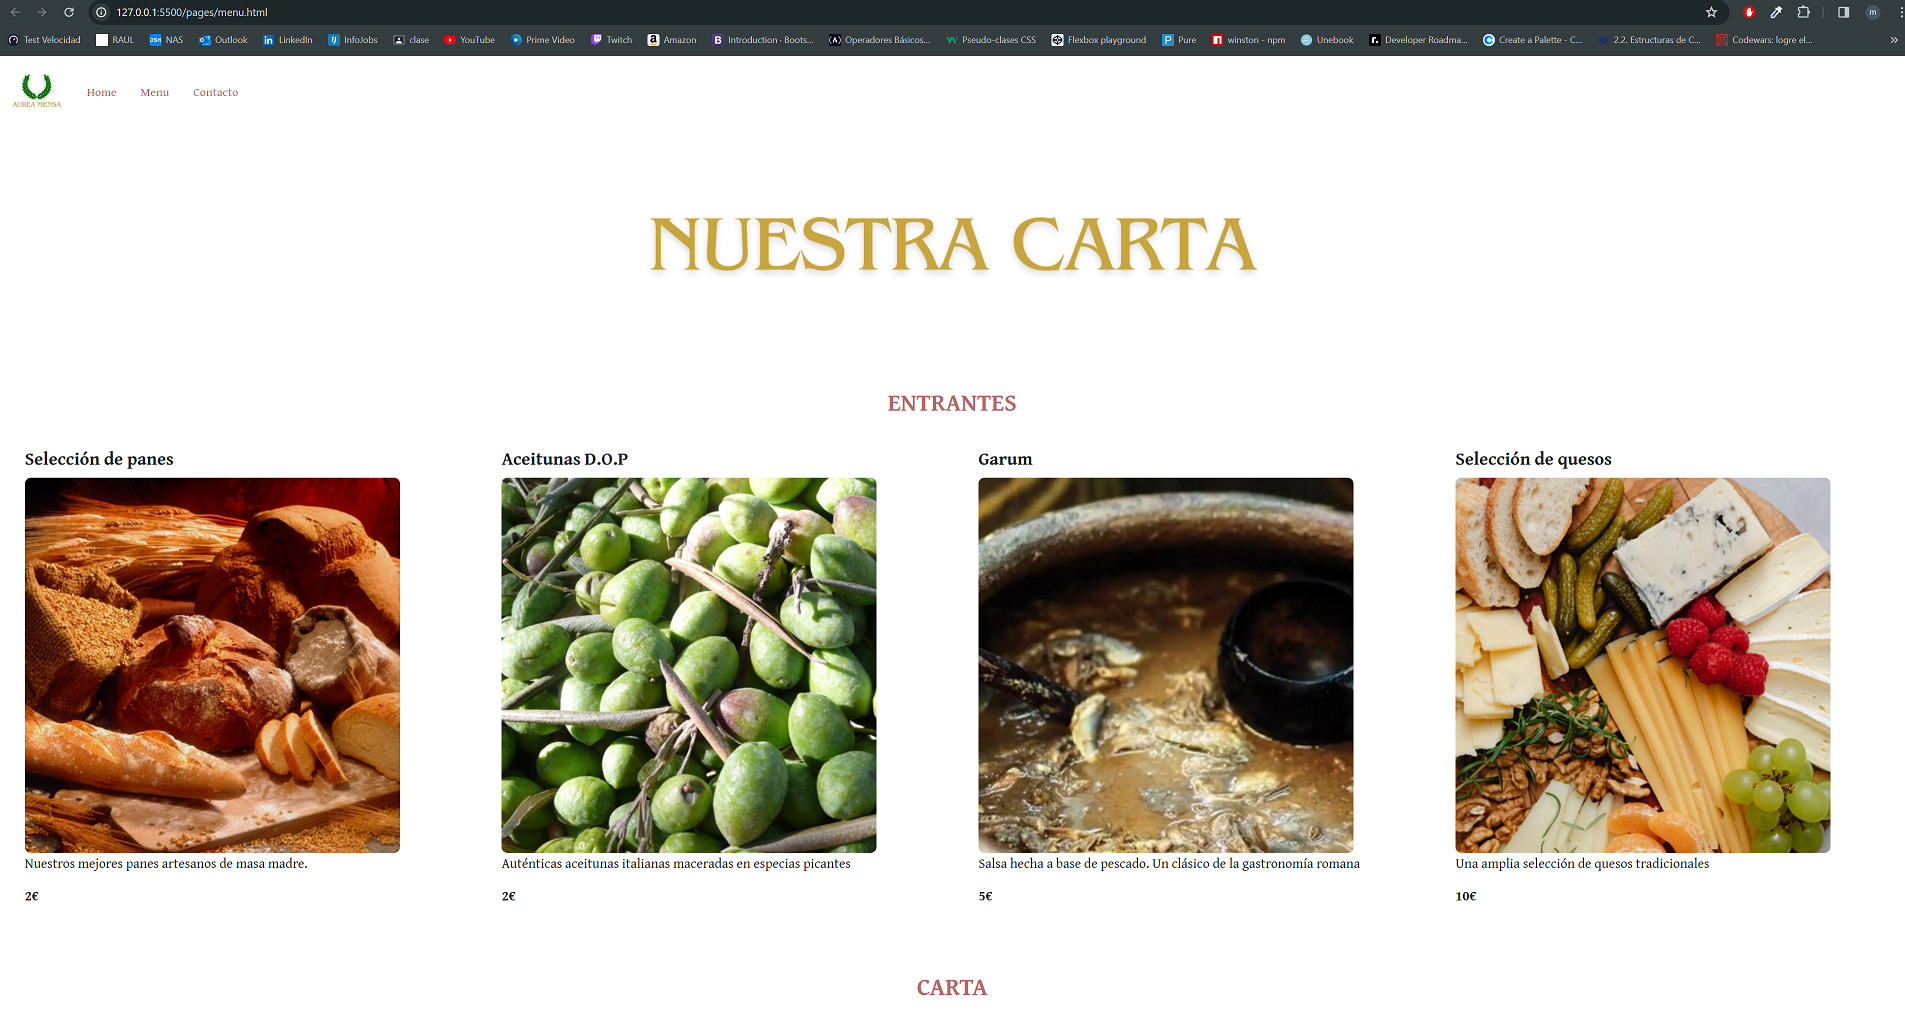 127.0.0.1:5500/pages/menu.html
m
Test Velocidad RAUL NAS Outlook LinkedIn InfoJobs clase YouTube Prime Video Twitch Amazon Introduction · Boots... Operadores Básicos... Pseudo-clases CSS Flexbox playground Pure winston - npm Unebook Developer Roadma... Create a Palette - C... 2.2. Estructuras de C... Codewars: logre el... »
AUREA MENSA
Home Menu Contacto
NUESTRA CARTA
ENTRANTES
Selección de panes
Nuestros mejores panes artesanos de masa madre.
2€
Aceitunas D.O.P
Auténticas aceitunas italianas maceradas en especias picantes
2€
Garum
Salsa hecha a base de pescado. Un clásico de la gastronomía romana
5€
Selección de quesos
Una amplia selección de quesos tradicionales
10€
CARTA